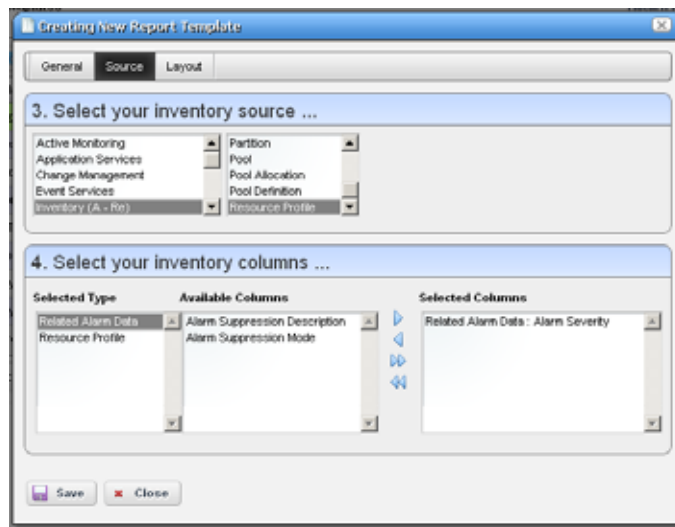 Creating New Report Template
General Source Layout
3. Select your inventory source ...
Active Monitoring
Application Services
Change Management
Event Services
Inventory (A - Re)
Partition
Pool
Pool Allocation
Pool Definition
Resource Profile
4. Select your inventory columns ...
Selected Type Available Columns Selected Columns
Related Alarm Data
Resource Profile
Alarm Suppression Description
Alarm Suppression Mode
Related Alarm Data : Alarm Severity
Save Close